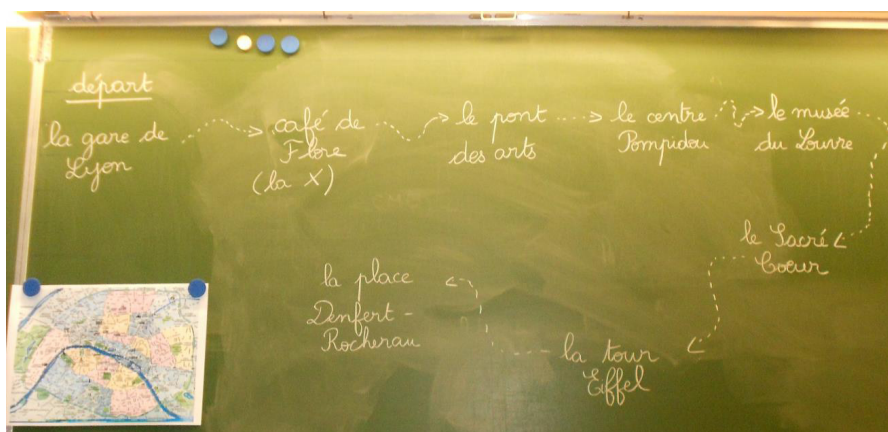 départ
la gare de
Lyon
café de
Flore
(la X)
le pont
des arts
le centre
Pompidou
le musée
du Louvre
le Sacré
Coeur
la tour
Eiffel
la place
Denfert-
Rocherau